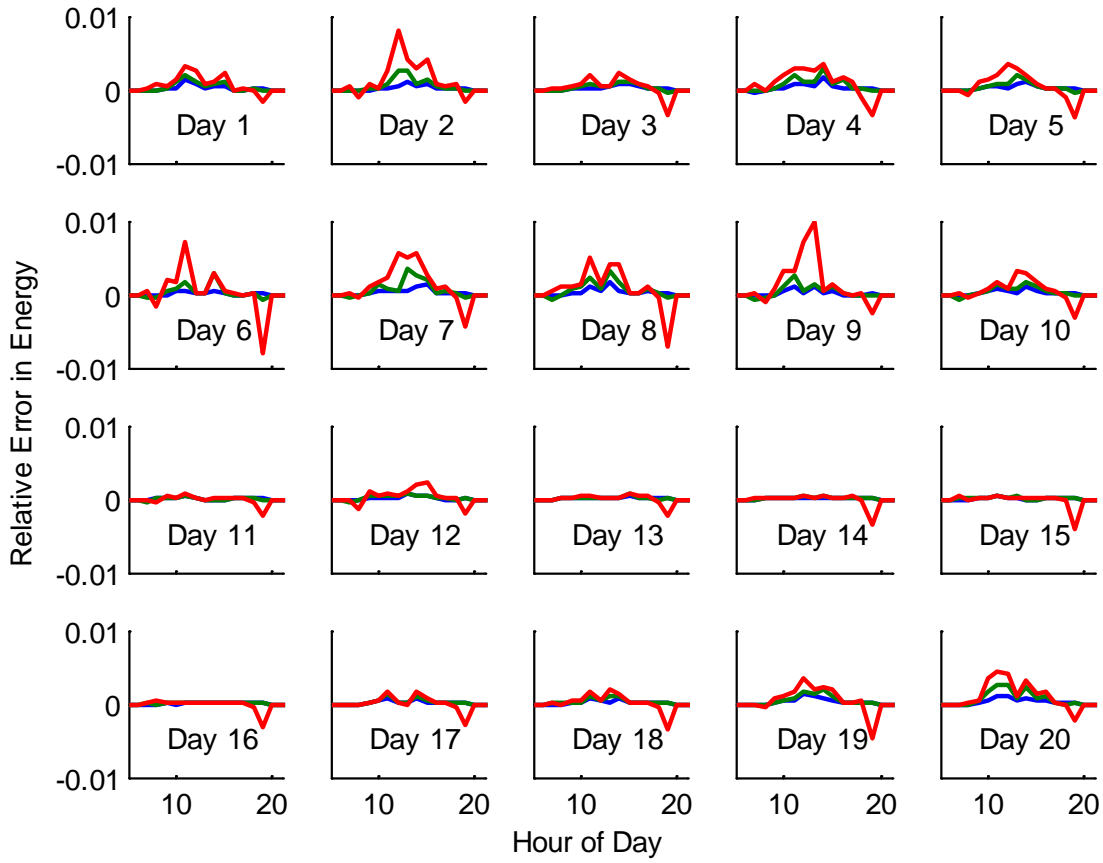 0.01
0
-0.01
Day 1
Day 2
Day 3
Day 4
Day 5
10
20
0.01
0
-0.01
Day 6
Day 7
Day 8
Day 9
Day 10
Relative Error in Energy
0.01
0
-0.01
Day 11
Day 12
Day 13
Day 14
Day 15
0.01
0
-0.01
Day 16
Day 17
Day 18
Day 19
Day 20
10 20 10 20 10 20 10 20 10 20
Hour of Day